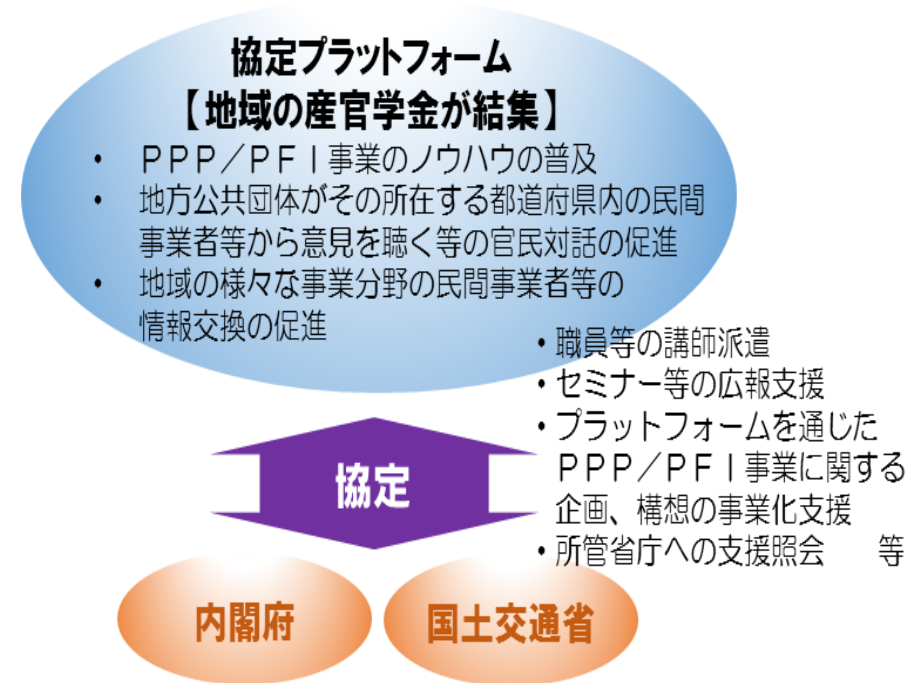 協定プラットフォーム
【地域の産官学金が結集】
・ ＰＰＰ／ＰＦＩ事業のノウハウの普及
・ 地方公共団体がその所在する都道府県内の民間
事業者等から意見を聴く等の官民対話の促進
・ 地域の様々な事業分野の民間事業者等の
情報交換の促進
・職員等の講師派遣
・セミナー等の広報支援
・プラットフォームを通じた
ＰＰＰ／ＰＦＩ事業に関する
企画、構想の事業化支援
・所管省庁への支援照会　等
協定
内閣府
国土交通省